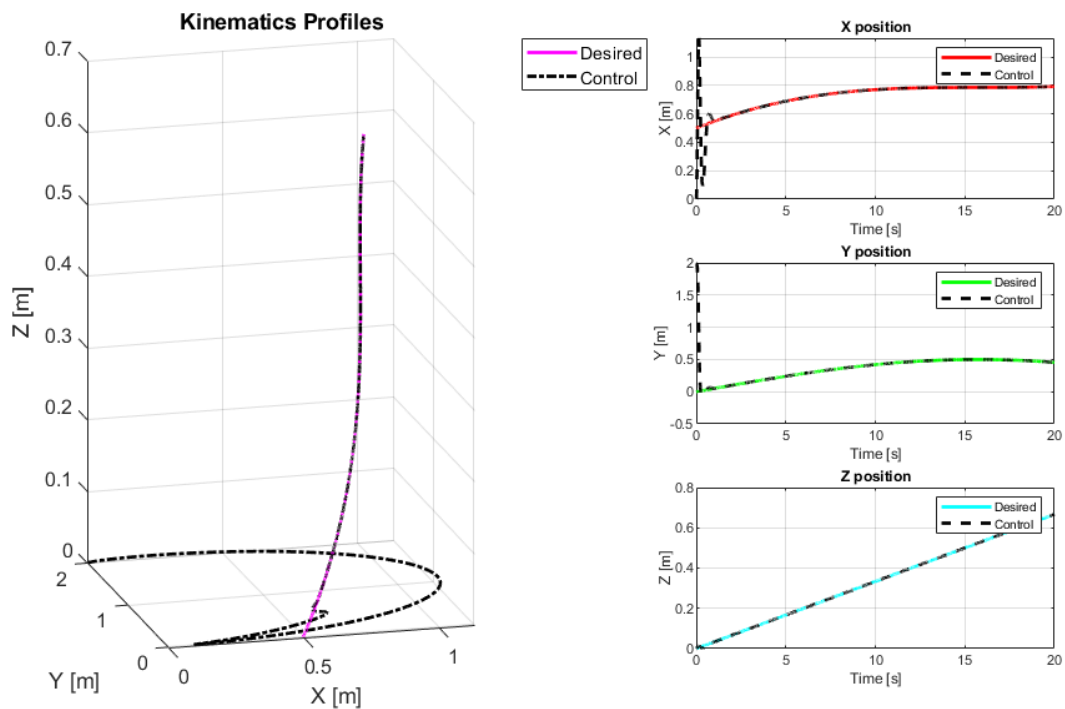 Kinematics Profiles
Desired
Control
0.7
0.6
0.5
0.4
0.3
0.2
0.1
0
Z [m]
2
1
0
Y [m]
0
0.5
1
X [m]
X position
Desired
Control
1
0.8
0.6
0.4
0.2
0
X [m]
0 5 10 15 20
Time [s]
Y position
Desired
Control
2
1.5
1
0.5
0
-0.5
Y [m]
0 5 10 15 20
Time [s]
Z position
Desired
Control
0.8
0.6
0.4
0.2
0
Z [m]
0 5 10 15 20
Time [s]